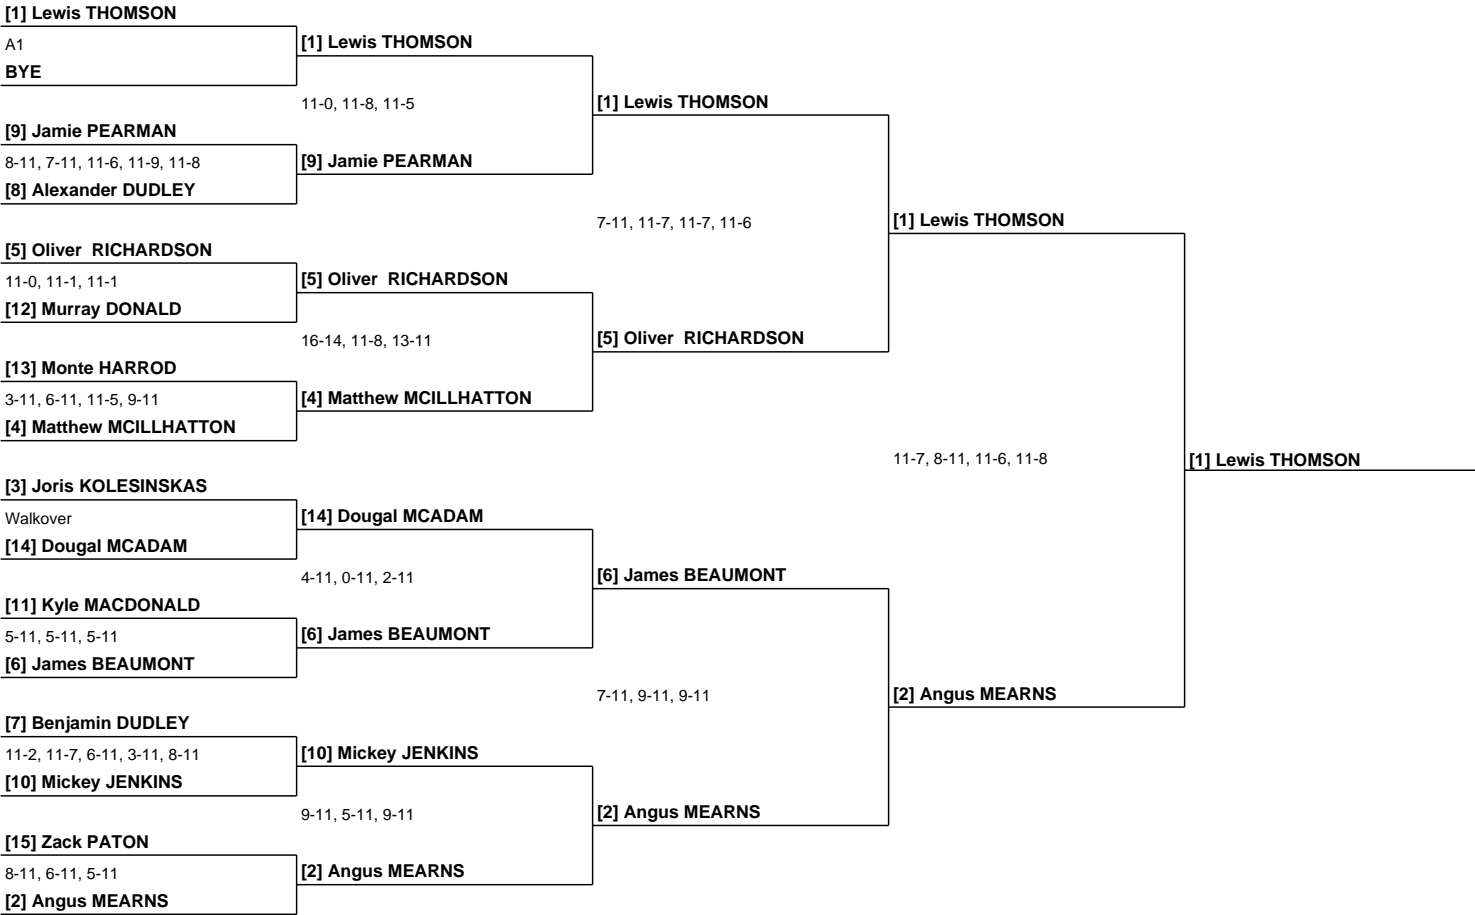 [1] Lewis THOMSON
A1
BYE
[9] Jamie PEARMAN
8-11, 7-11, 11-6, 11-9, 11-8
[8] Alexander DUDLEY
[5] Oliver  RICHARDSON
11-0, 11-1, 11-1
[12] Murray DONALD
[13] Monte HARROD
3-11, 6-11, 11-5, 9-11
[4] Matthew MCILLHATTON
[3] Joris KOLESINSKAS
Walkover
[14] Dougal MCADAM
[11] Kyle MACDONALD
5-11, 5-11, 5-11
[6] James BEAUMONT
[7] Benjamin DUDLEY
11-2, 11-7, 6-11, 3-11, 8-11
[10] Mickey JENKINS
[15] Zack PATON
8-11, 6-11, 5-11
[2] Angus MEARNS
[1] Lewis THOMSON
11-0, 11-8, 11-5
[9] Jamie PEARMAN
[5] Oliver  RICHARDSON
16-14, 11-8, 13-11
[4] Matthew MCILLHATTON
[14] Dougal MCADAM
4-11, 0-11, 2-11
[6] James BEAUMONT
[10] Mickey JENKINS
9-11, 5-11, 9-11
[2] Angus MEARNS
[1] Lewis THOMSON
7-11, 11-7, 11-7, 11-6
[5] Oliver  RICHARDSON
[6] James BEAUMONT
7-11, 9-11, 9-11
[2] Angus MEARNS
[1] Lewis THOMSON
11-7, 8-11, 11-6, 11-8
[2] Angus MEARNS
[1] Lewis THOMSON